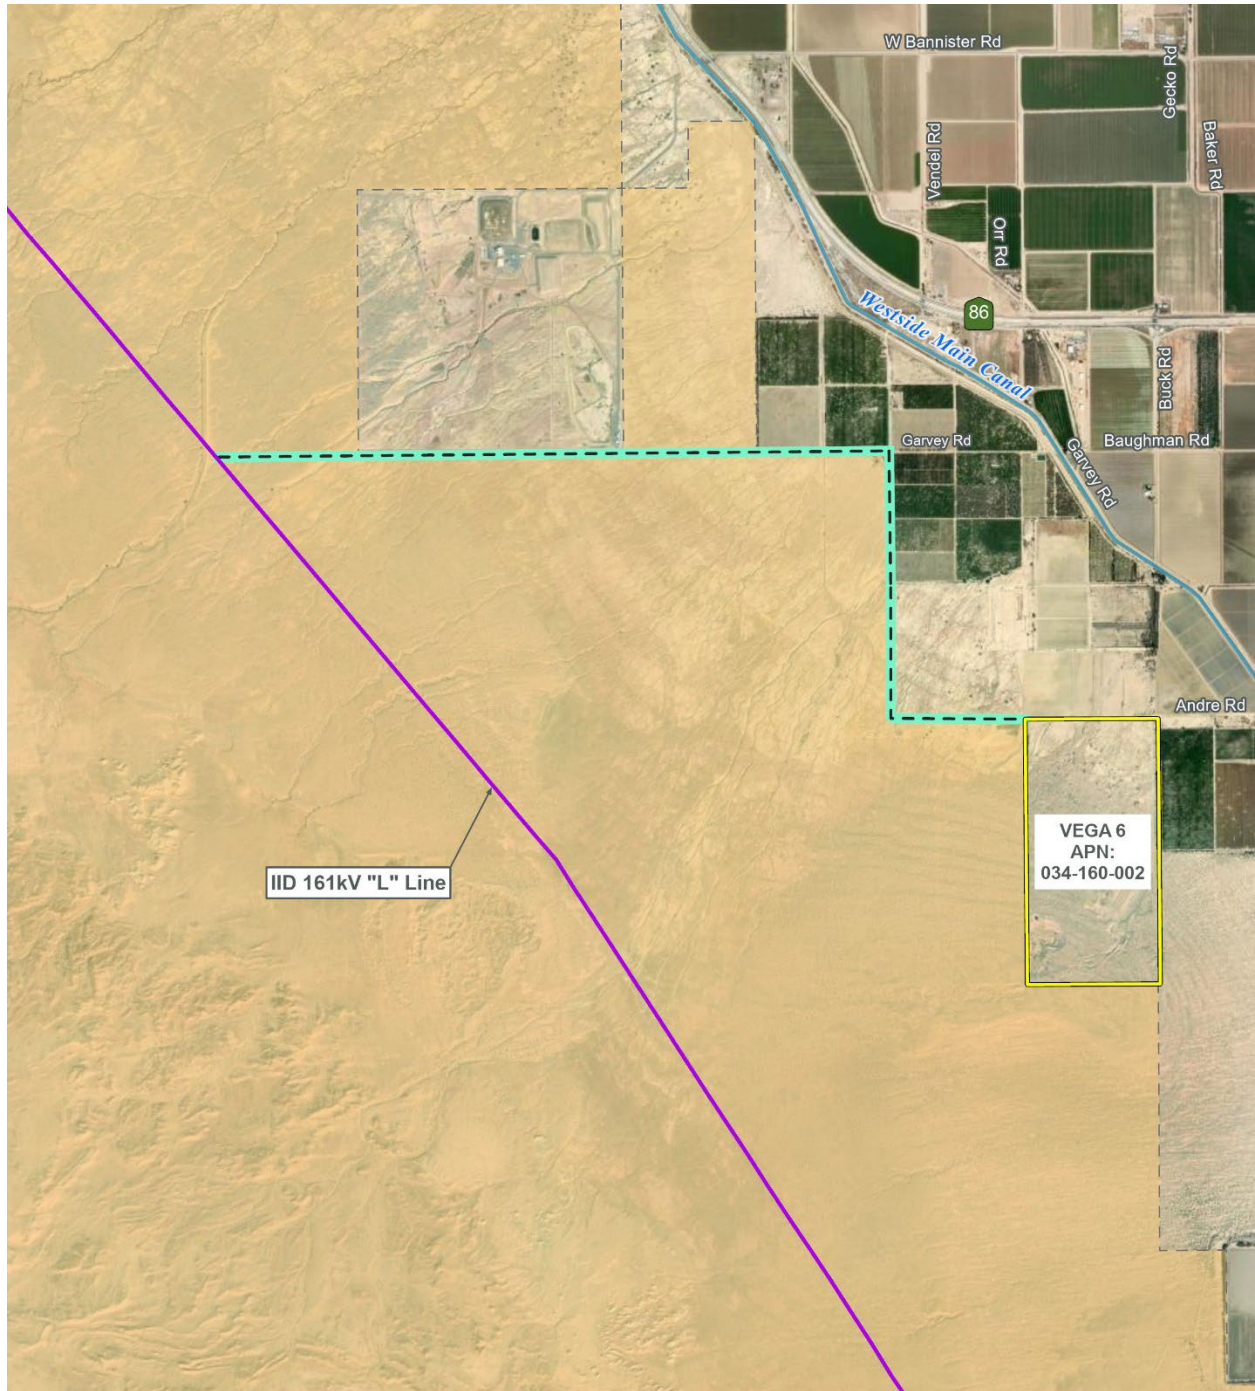 W Bannister Rd
Gecko Rd
Baker Rd
Vendel Rd
Orr Rd
86
Westside Main Canal
Buck Rd
Garvey Rd
Baughman Rd
Garvey Rd
Andre Rd
VEGA 6
APN:
034-160-002
IID 161kV "L" Line